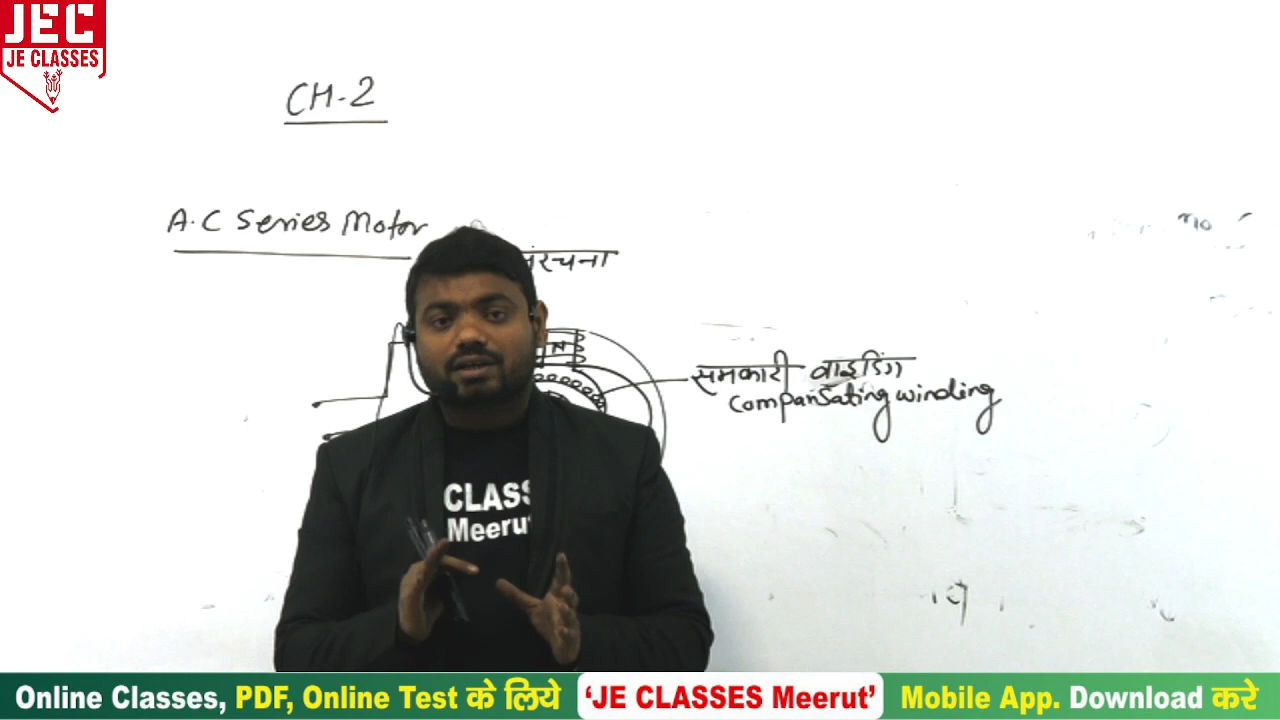 JEC
JE CLASSES
CH-2
A.C Series Motor
संरचना
N
समकारी वाइडिंग
Compansating winding
CLASS
Meerut
Online Classes, PDF, Online Test के लिये 'JE CLASSES Meerut' Mobile App. Download करे